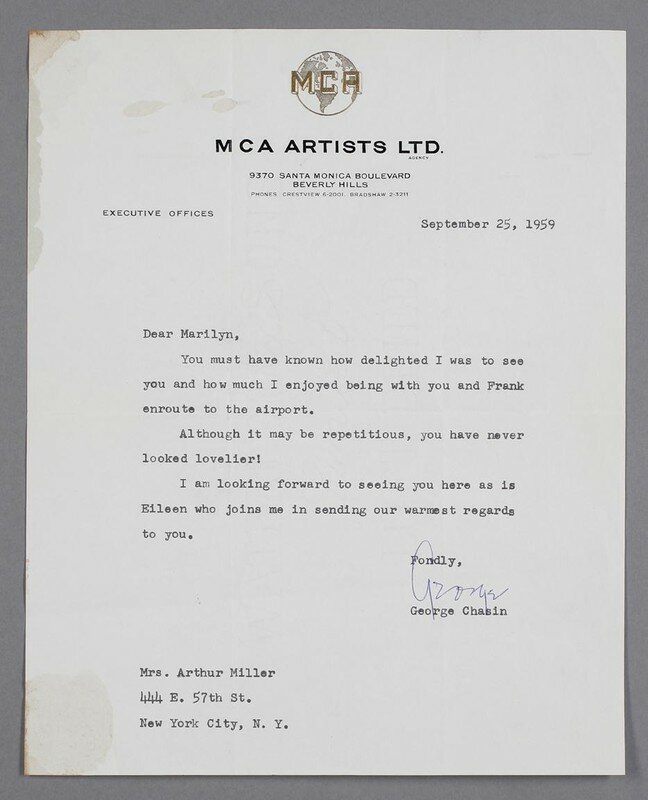 MCA
MCA ARTISTS LTD.
AGENCY
9370 SANTA MONICA BOULEVARD
BEVERLY HILLS
PHONES CRESTVIEW 6-2001, BRADSHAW 2-3211
EXECUTIVE OFFICES
September 25, 1959
Dear Marilyn,
You must have known how delighted I was to see
you and how much I enjoyed being with you and Frank
enroute to the airport.
Although it may be repetitious, you have never
looked lovelier!
I am looking forward to seeing you here as is
Eileen who joins me in sending our warmest regards
to you.
Fondly,
George
George Chasin
Mrs. Arthur Miller
444 E. 57th St.
New York City, N. Y.